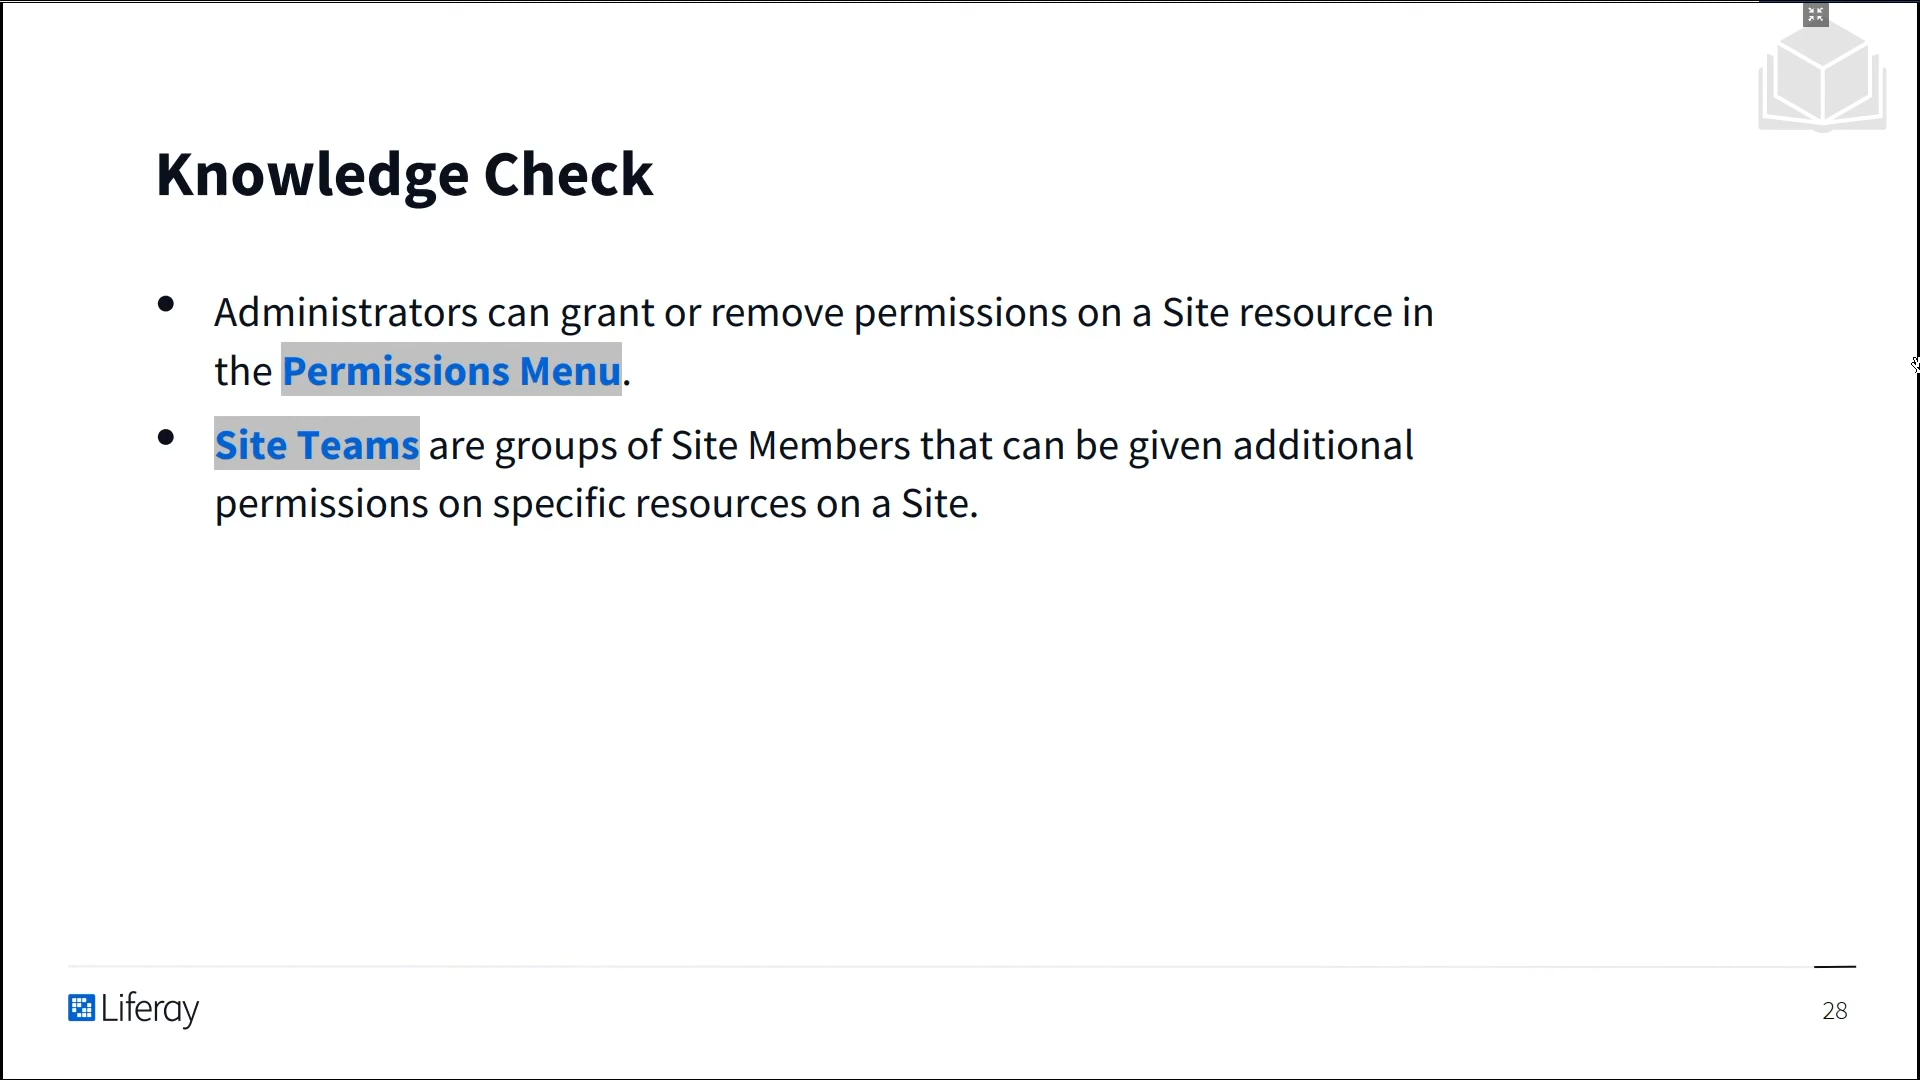 Knowledge Check
• Administrators can grant or remove permissions on a Site resource in
the Permissions Menu.
• Site Teams are groups of Site Members that can be given additional
permissions on specific resources on a Site.
Liferay
28